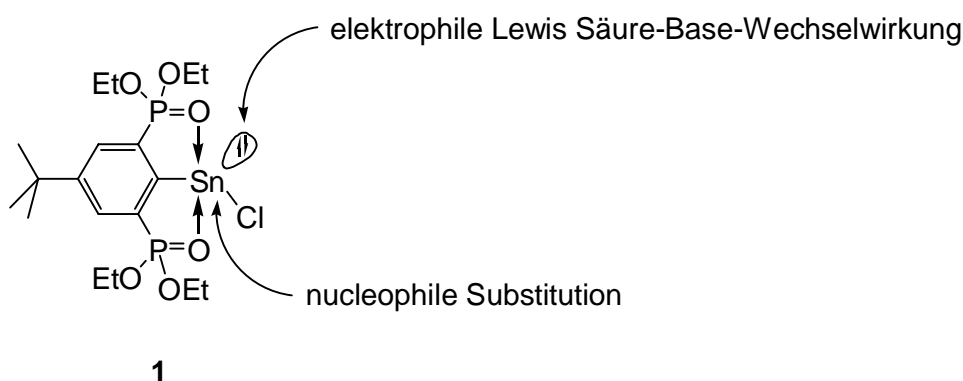 elektrophile Lewis Säure-Base-Wechselwirkung
OEt
EtO
P=O
Sn
Cl
P=O
EtO
OEt
nucleophile Substitution
1